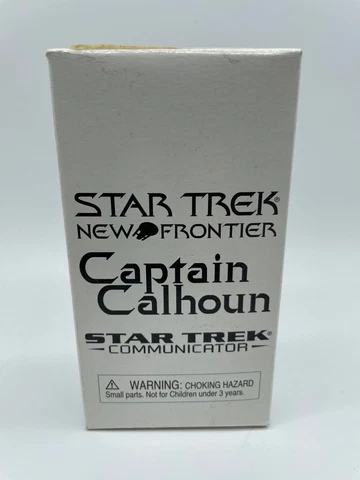 STAR TREK®
NEW FRONTIER
Captain
Calhoun
STAR TREK®
COMMUNICATOR
⚠ WARNING: CHOKING HAZARD
Small parts. Not for Children under 3 years.